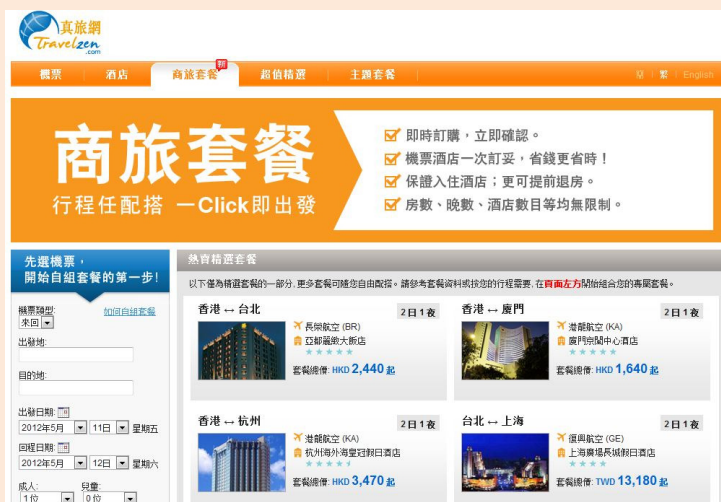 真旅網
Travelzen
.com
機票 酒店 商旅套餐 新 超值精選 主題套餐
繁 English
商旅套餐
行程任配搭 一Click即出發
即時訂購，立即確認。
機票酒店一次訂妥，省錢更省時！
保證入住酒店；更可提前退房。
房數、晚數、酒店數目等均無限制。
先選機票，
開始自組套餐的第一步!
機票類型:
如何自組套餐
來回
出發地:
目的地:
出發日期:
2012年5月 11日 星期五
回程日期:
2012年5月 12日 星期六
成人: 兒童:
1位 0位
熱賣精選套餐
以下僅為精選套餐的一部分,更多套餐可隨您自由配搭。請參考套餐資料或按您的行程需要,在頁面左方開始組合您的專屬套餐。
香港 ↔ 台北 2日1夜
長榮航空 (BR)
亞都麗緻大飯店
套餐總價: HKD 2,440 起
香港 ↔ 廈門 2日1夜
港龍航空 (KA)
廈門京閩中心酒店
套餐總價: HKD 1,640 起
香港 ↔ 杭州 2日1夜
港龍航空 (KA)
杭州海外海皇冠假日酒店
套餐總價: HKD 3,470 起
台北 ↔ 上海 2日1夜
復興航空 (GE)
上海廣場長城假日酒店
套餐總價: TWD 13,180 起